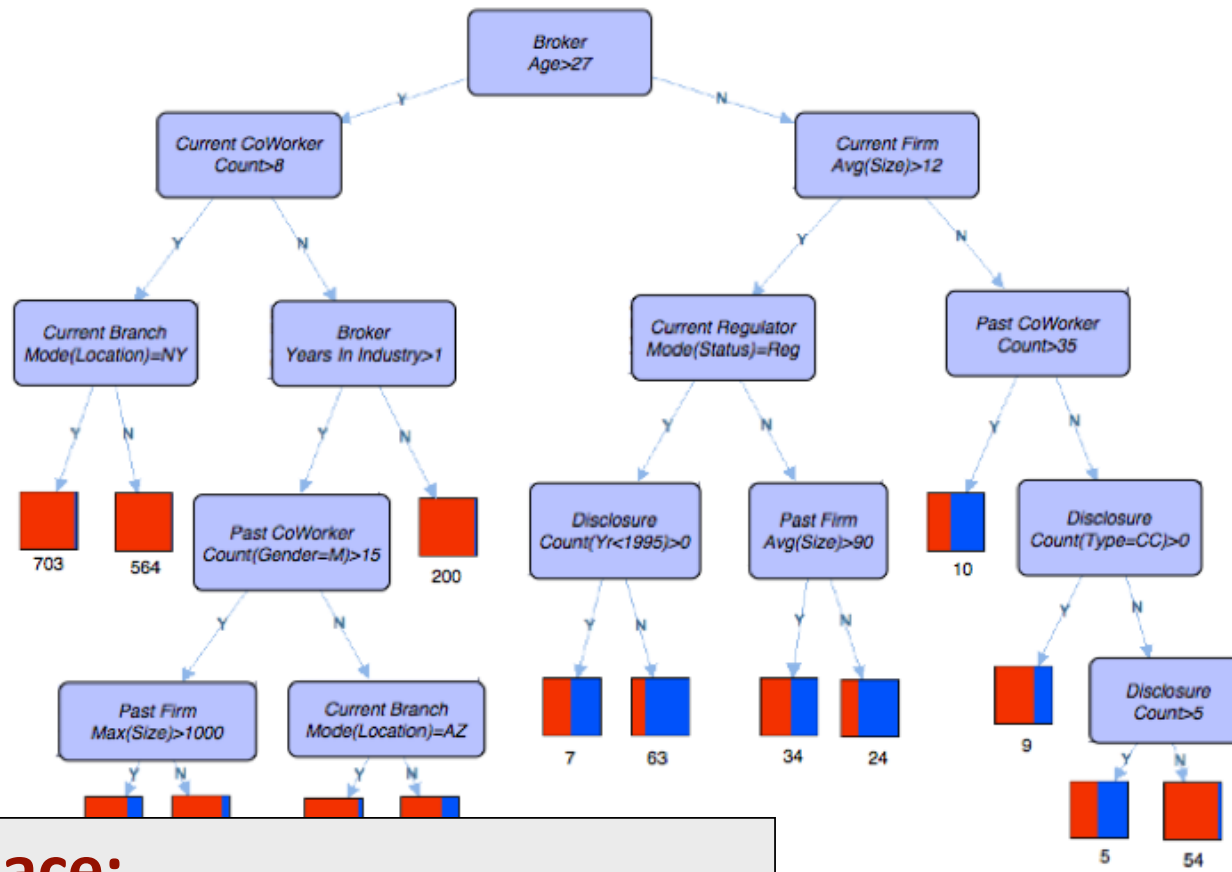 Broker
Age>27
Y
N
Current CoWorker
Count>8
Current Firm
Avg(Size)>12
Y
N
Y
N
Current Branch
Mode(Location)=NY
Broker
Years In Industry>1
Current Regulator
Mode(Status)=Reg
Past CoWorker
Count>35
Y
N
Y
N
Y
N
Y
N
703
564
Past CoWorker
Count(Gender=M)>15
200
Disclosure
Count(Yr<1995)>0
Past Firm
Avg(Size)>90
10
Disclosure
Count(Type=CC)>0
Y
N
Y
N
Y
N
Y
N
Past Firm
Max(Size)>1000
Current Branch
Mode(Location)=AZ
7
63
34
24
9
Disclosure
Count>5
Y
N
Y
N
Y
N
5
54
ace: